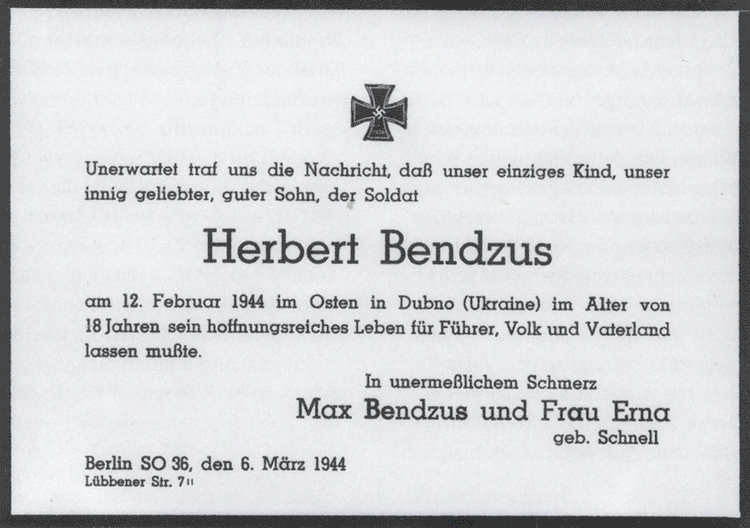 Unerwartet traf uns die Nachricht, daß unser einziges Kind, unser
innig geliebter, guter Sohn, der Soldat
Herbert Bendzus
am 12. Februar 1944 im Osten in Dubno (Ukraine) im Alter von
18 Jahren sein hoffnungsreiches Leben für Führer, Volk und Vaterland
lassen mußte.
In unermeßlichem Schmerz
Max Bendzus und Frau Erna
geb. Schnell
Berlin SO 36, den 6. März 1944
Lübbener Str. 7 II